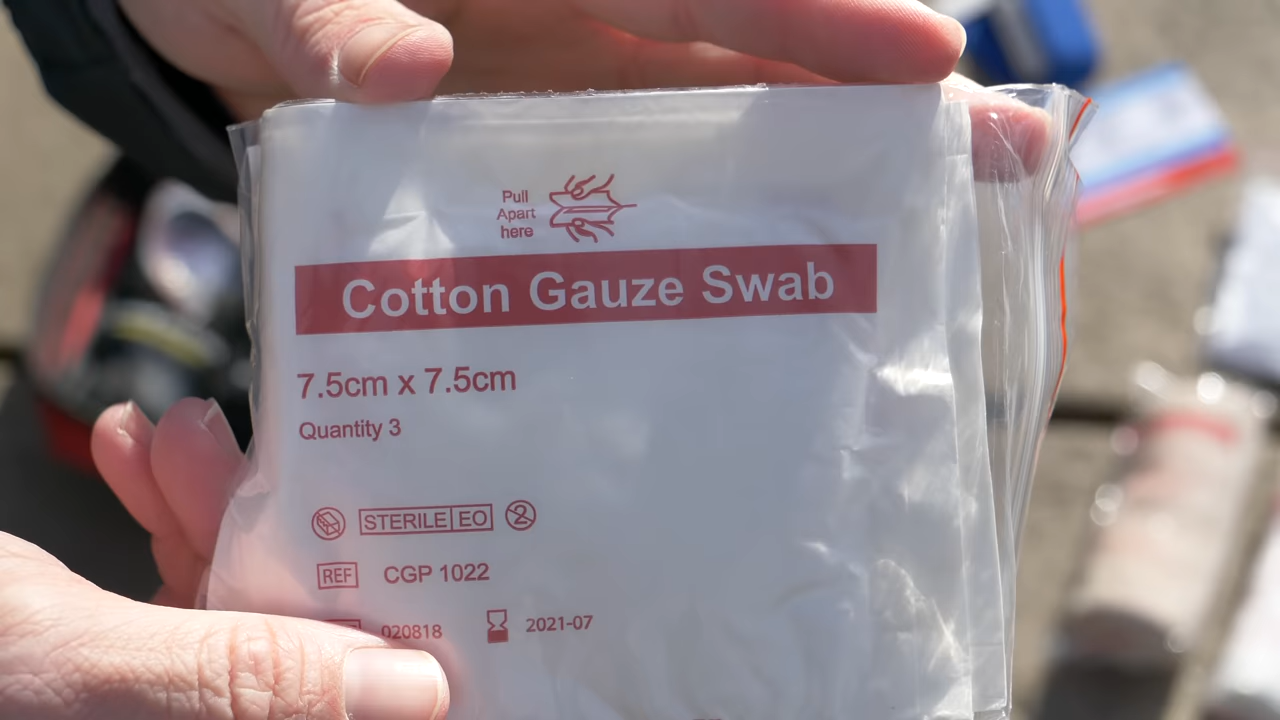 Pull
Apart
here
Cotton Gauze Swab
7.5cm x 7.5cm
Quantity 3
STERILE EO 2
REF CGP 1022
020818 2021-07